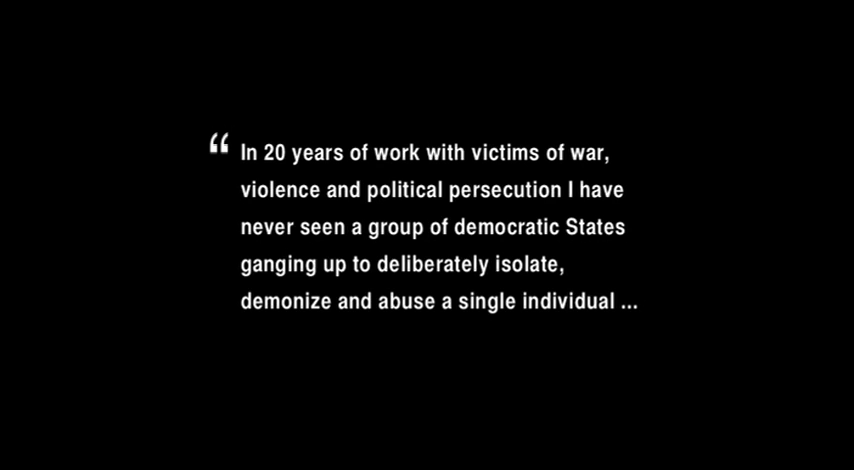 “ In 20 years of work with victims of war,
violence and political persecution I have
never seen a group of democratic States
ganging up to deliberately isolate,
demonize and abuse a single individual ...